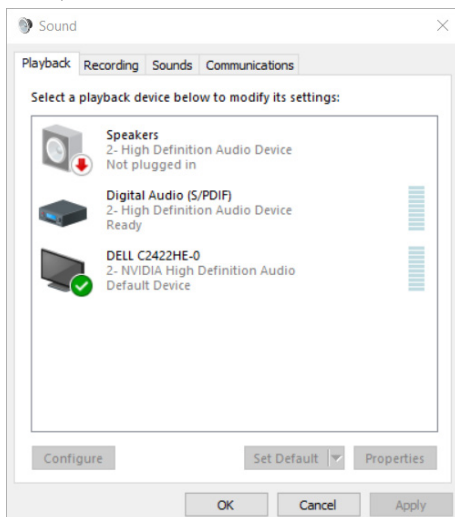 Sound
Playback Recording Sounds Communications
Select a playback device below to modify its settings:
Speakers
2- High Definition Audio Device
Not plugged in
Digital Audio (S/PDIF)
2- High Definition Audio Device
Ready
DELL C2422HE-0
2- NVIDIA High Definition Audio
Default Device
Configure Set Default Properties
OK Cancel Apply